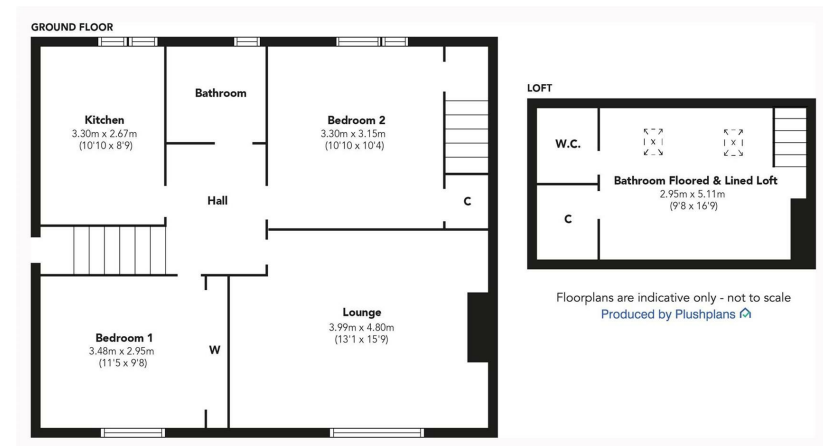 GROUND FLOOR
Kitchen
3.30m x 2.67m
(10'10 x 8'9)
Bathroom
Bedroom 2
3.30m x 3.15m
(10'10 x 10'4)
Hall
C
Bedroom 1
3.48m x 2.95m
(11'5 x 9'8)
W
Lounge
3.99m x 4.80m
(13'1 x 15'9)
LOFT
W.C.
Bathroom Floored & Lined Loft
2.95m x 5.11m
(9'8 x 16'9)
C
Floorplans are indicative only - not to scale
Produced by Plushplans